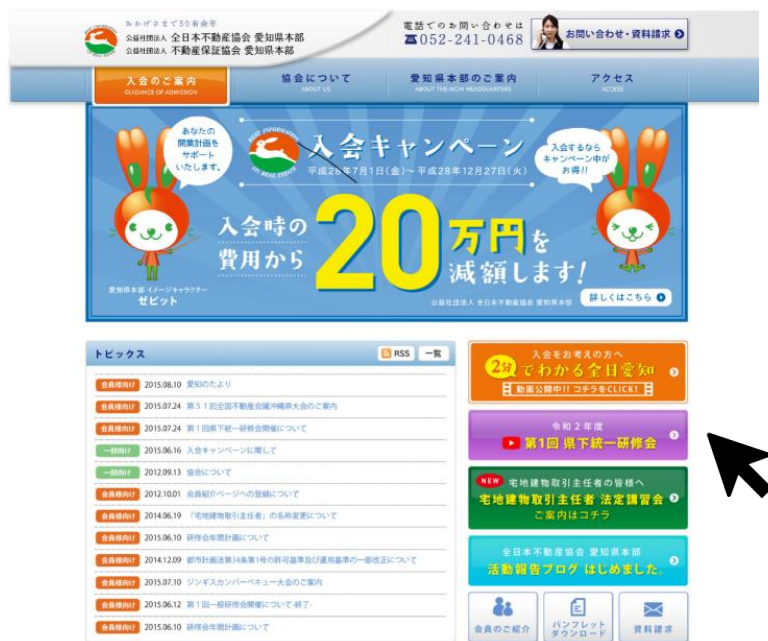 おかげさまで50有余年
公益社団法人 全日本不動産協会 愛知県本部
公益社団法人 不動産保証協会 愛知県本部
電話でのお問い合わせは
052-241-0468
お問い合わせ・資料請求
入会のご案内
GUIDANCE OF ADMISSION
協会について
ABOUT US
愛知県本部のご案内
ABOUT THE AICHI HEADQUARTERS
アクセス
ACCESS
あなたの
開業計画を
サポート
いたします。
BEST INFORMATION
ON REAL ESTATE
入会キャンペーン
平成28年7月1日(金)～平成28年12月27日(火)
入会するなら
キャンペーン中が
お得!!
入会時の
費用から
20万円を
減額します!
愛知県本部 イメージキャラクター
ゼビット
公益社団法人 全日本不動産協会 愛知県本部
詳しくはこちら
トピックス
RSS
一覧
会員様向け 2015.08.10 愛知のたより
会員様向け 2015.07.24 第51回全国不動産会議沖縄県大会のご案内
会員様向け 2015.07.24 第1回県下統一研修会開催について
一般向け 2015.06.16 入会キャンペーンに関して
一般向け 2012.09.13 協会について
会員様向け 2012.10.01 会員紹介ページへの登録について
会員様向け 2014.06.19 「宅地建物取引主任者」の名称変更について
会員様向け 2015.06.10 研修会年間計画について
会員様向け 2014.12.09 都市計画法第34条第1号の許可基準及び運用基準の一部改正について
会員様向け 2015.07.10 ジンギスカンバーベキュー大会のご案内
会員様向け 2015.06.12 第1回一般研修会開催について-終了-
会員様向け 2015.06.10 研修会年間計画について
入会をお考えの方へ
2分でわかる全日愛知
動画公開中!! コチラをCLICK!
令和2年度
第1回 県下統一研修会
NEW 宅地建物取引主任者の皆様へ
宅地建物取引主任者 法定講習会
ご案内はコチラ
全日本不動産協会 愛知県本部
活動報告ブログ はじめました。
会員のご紹介
パンフレット
ダウンロード
資料請求